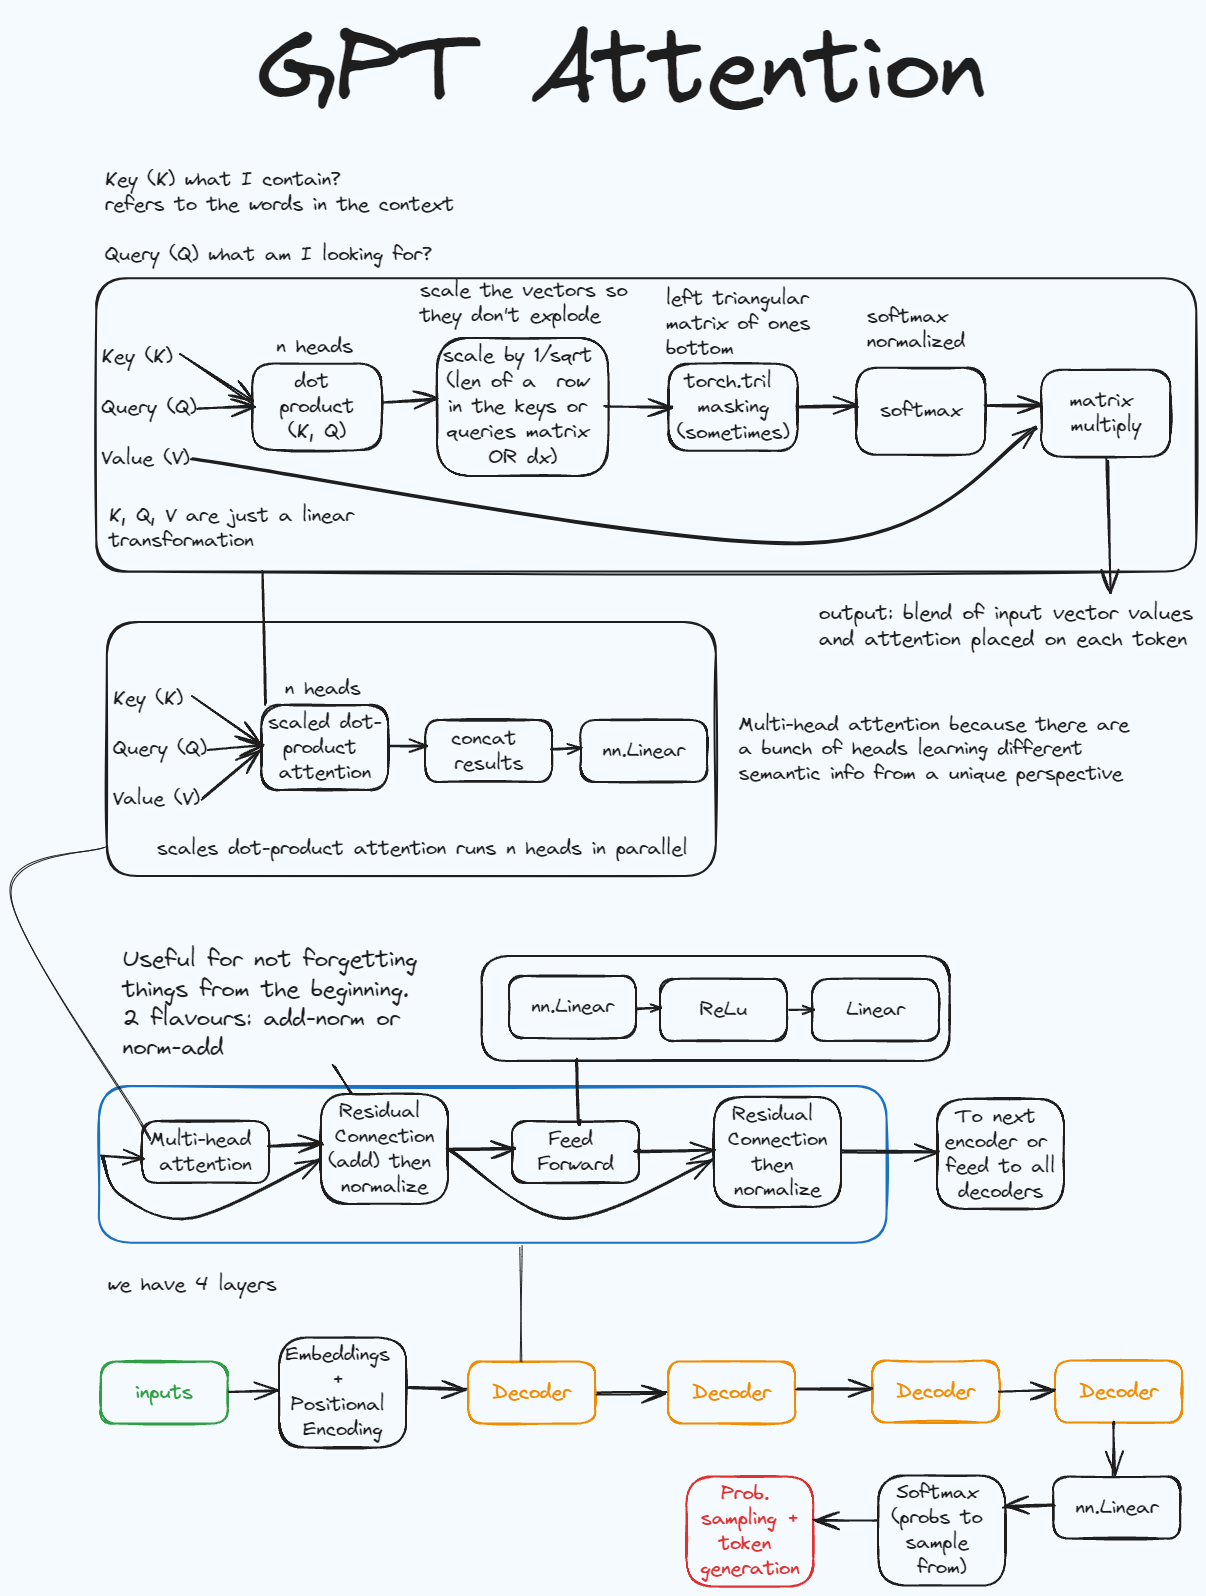 GPT Attention
Key (K) what I contain?
refers to the words in the context
Query (Q) what am I looking for?
scale the vectors so
they don't explode
left triangular
matrix of ones
bottom
softmax
normalized
n heads
Key (K)
Query (Q)
Value (V)
dot
product
(K, Q)
scale by 1/sqrt
(len of a row
in the keys or
queries matrix
OR dx)
torch.tril
masking
(sometimes)
softmax
matrix
multiply
K, Q, V are just a linear
transformation
output: blend of input vector values
and attention placed on each token
n heads
Key (K)
Query (Q)
Value (V)
scaled dot-
product
attention
concat
results
nn.Linear
scales dot-product attention runs n heads in parallel
Multi-head attention because there are
a bunch of heads learning different
semantic info from a unique perspective
Useful for not forgetting
things from the beginning.
2 flavours: add-norm or
norm-add
nn.Linear
ReLu
Linear
Multi-head
attention
Residual
Connection
(add) then
normalize
Feed
Forward
Residual
Connection
then
normalize
To next
encoder or
feed to all
decoders
we have 4 layers
inputs
Embeddings
+
Positional
Encoding
Decoder
Decoder
Decoder
Decoder
nn.Linear
Softmax
(probs to
sample
from)
Prob.
sampling +
token
generation